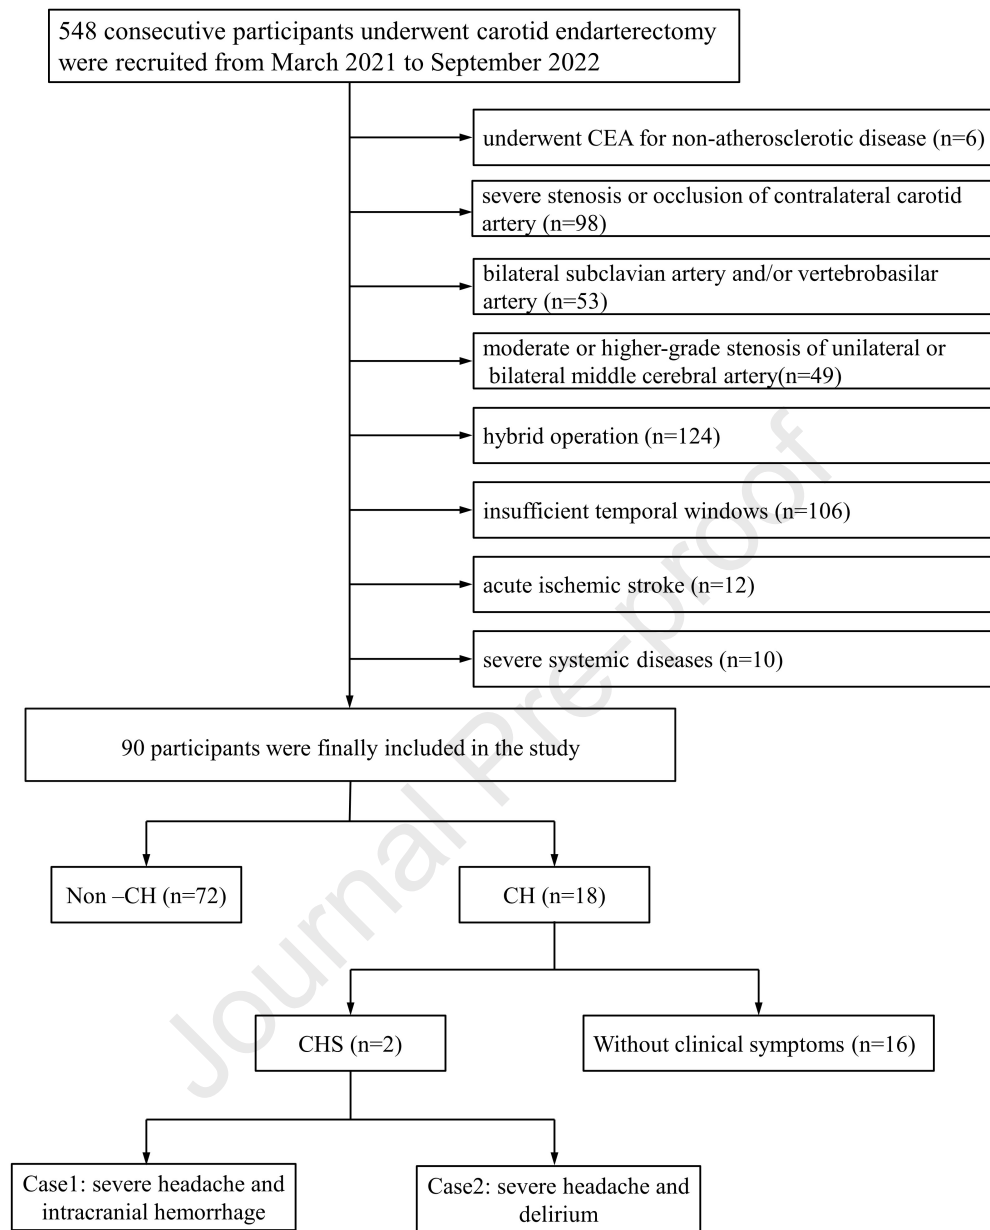 548 consecutive participants underwent carotid endarterectomy
were recruited from March 2021 to September 2022
underwent CEA for non-atherosclerotic disease (n=6)
severe stenosis or occlusion of contralateral carotid
artery (n=98)
bilateral subclavian artery and/or vertebrobasilar
artery (n=53)
moderate or higher-grade stenosis of unilateral or
bilateral middle cerebral artery(n=49)
hybrid operation (n=124)
insufficient temporal windows (n=106)
acute ischemic stroke (n=12)
severe systemic diseases (n=10)
90 participants were finally included in the study
Non –CH (n=72)
CH (n=18)
CHS (n=2)
Without clinical symptoms (n=16)
Case1: severe headache and
intracranial hemorrhage
Case2: severe headache and
delirium
Journal Pre-proof